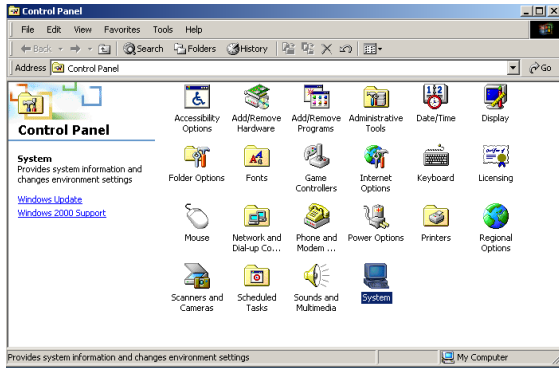 Control Panel
File Edit View Favorites Tools Help
Back Search Folders History
Address Control Panel Go
Control Panel
System
Provides system information and
changes environment settings
Windows Update
Windows 2000 Support
Accessibility Options
Add/Remove Hardware
Add/Remove Programs
Administrative Tools
Date/Time
Display
Folder Options
Fonts
Game Controllers
Internet Options
Keyboard
Licensing
Mouse
Network and Dial-up Co...
Phone and Modem ...
Power Options
Printers
Regional Options
Scanners and Cameras
Scheduled Tasks
Sounds and Multimedia
System
Provides system information and changes environment settings
My Computer